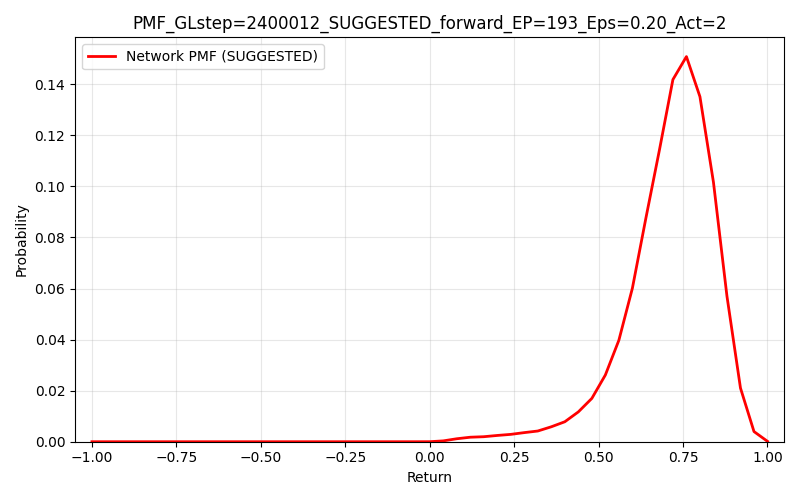 PMF_GLstep=2400012_SUGGESTED_forward_EP=193_Eps=0.20_Act=2
Network PMF (SUGGESTED)
Probability
0.14
0.12
0.10
0.08
0.06
0.04
0.02
0.00
−1.00 −0.75 −0.50 −0.25 0.00 0.25 0.50 0.75 1.00
Return